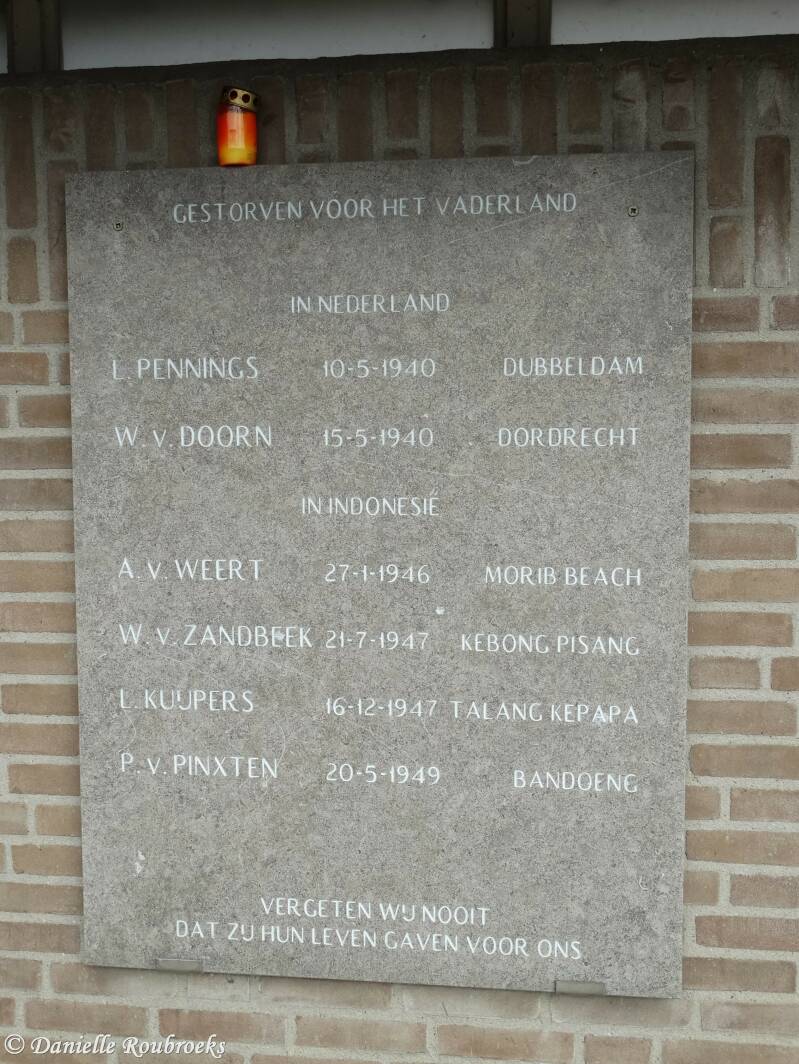 GESTORVEN VOOR HET VADERLAND
IN NEDERLAND
L. PENNINGS 10-5-1940 DUBBELDAM
W. v. DOORN 15-5-1940 DORDRECHT
IN INDONESIË
A. v. WEERT 27-1-1946 MORIB BEACH
W. v. ZANDBEEK 21-7-1947 KEBONG PISANG
L. KUIJPERS 16-12-1947 TALANG KEPAPA
P. v. PINXTEN 20-5-1949 BANDOENG
VERGETEN WIJ NOOIT
DAT ZIJ HUN LEVEN GAVEN VOOR ONS
© Danielle Roubroeks